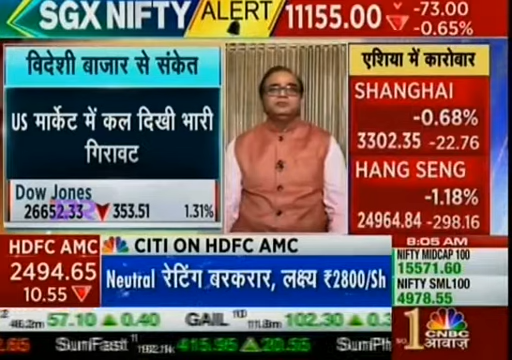 SGX NIFTY
ALERT
11155.00
-73.00
-0.65%
विदेशी बाजार से संकेत
US मार्केट में कल दिखी भारी
गिरावट
Dow Jones
26652.33 353.51 1.31%
एशिया में कारोबार
SHANGHAI
-0.68%
3302.35 -22.76
HANG SENG
-1.18%
24964.84 -298.16
HDFC AMC
2494.65
10.55
CITI ON HDFC AMC
Neutral रेटिंग बरकरार, लक्ष्य ₹2800/Sh
8:05 AM
NIFTY MIDCAP 100
15571.60
NIFTY SML100
4978.55
57.10 0.40 GAIL 102.30
415.95 20.55
NO 1
CNBC
आवाज़